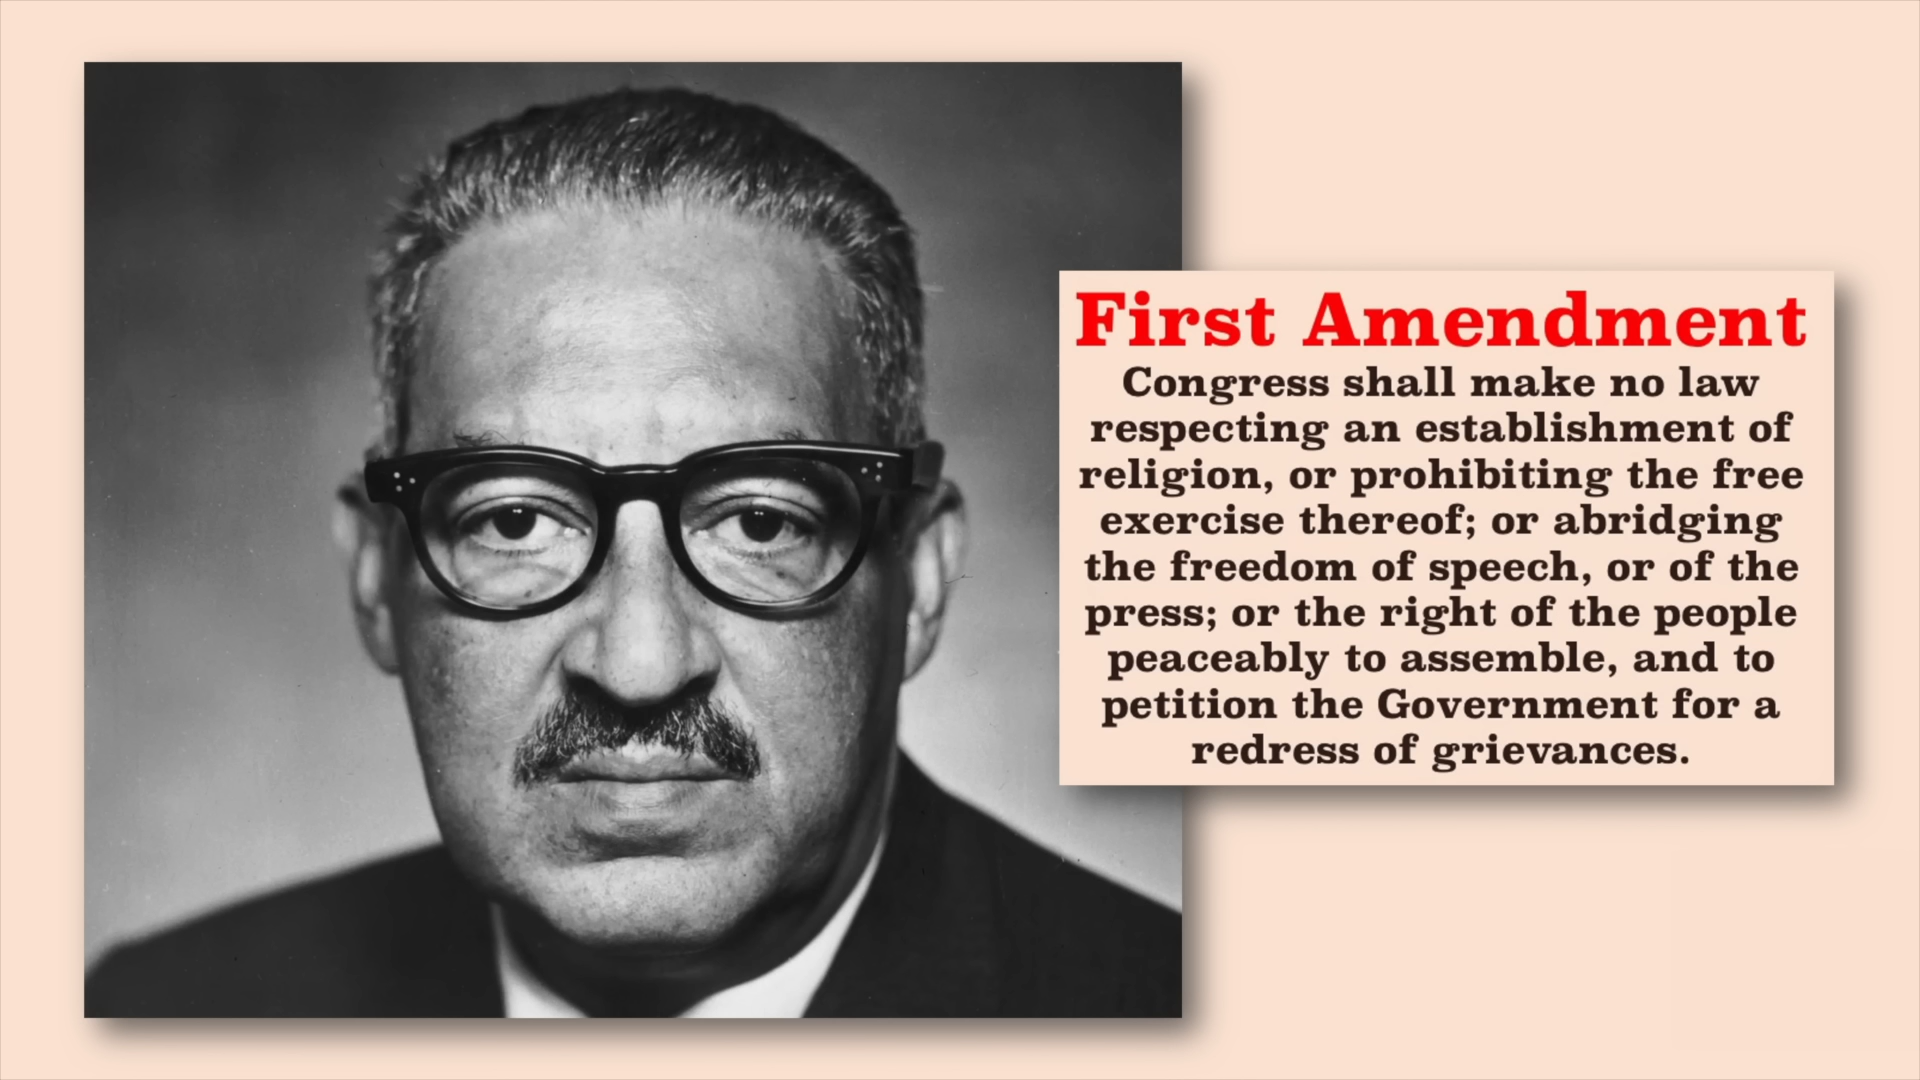 First Amendment
Congress shall make no law
respecting an establishment of
religion, or prohibiting the free
exercise thereof; or abridging
the freedom of speech, or of the
press; or the right of the people
peaceably to assemble, and to
petition the Government for a
redress of grievances.